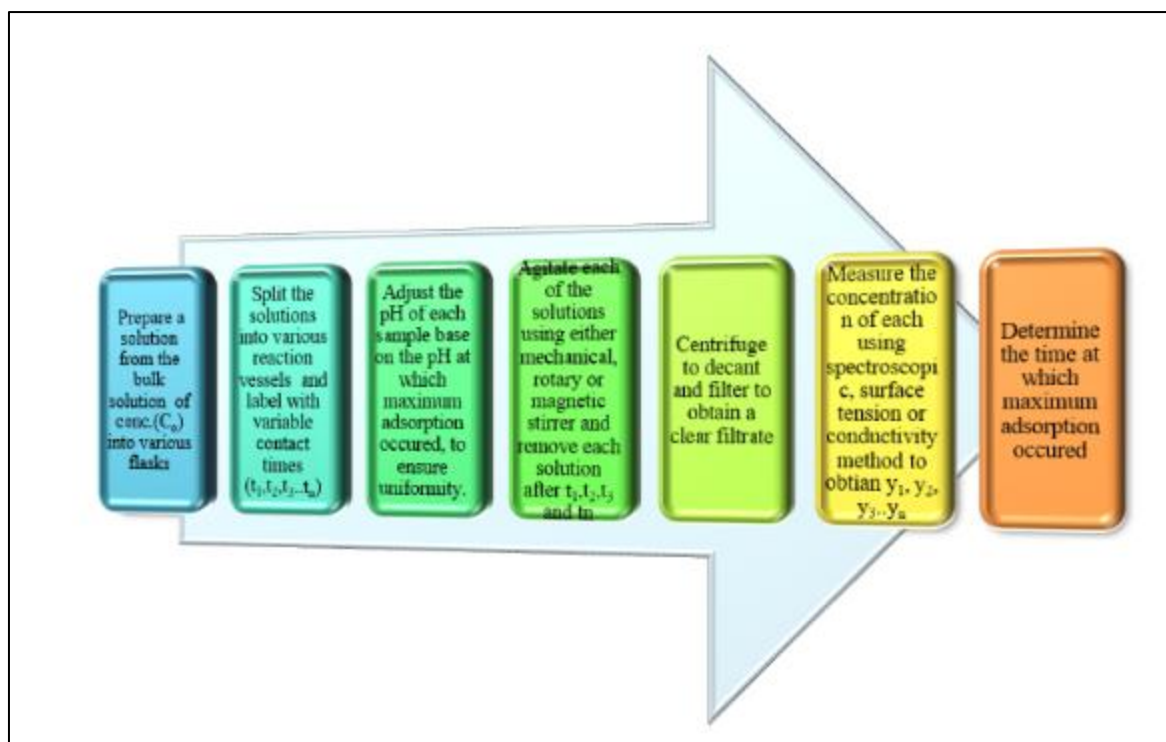 Prepare a
solution
from the
bulk
solution of
conc.(Cₒ)
into various
flasks
Split the
solutions
into various
reaction
vessels and
label with
variable
contact
times
(t₁,t₂,t₃..tₙ)
Adjust the
pH of each
sample base
on the pH at
which
maximum
adsorption
occured, to
ensure
uniformity.
Agitate each
of the
solutions
using either
mechanical,
rotary or
magnetic
stirrer and
remove each
solution
after t₁,t₂,t₃
and tn
Centrifuge
to decant
and filter to
obtain a
clear filtrate
Measure the
concentratio
n of each
using
spectroscopi
c, surface
tension or
conductivity
method to
obtian y₁, y₂,
y₃..yₙ
Determine
the time at
which
maximum
adsorption
occured